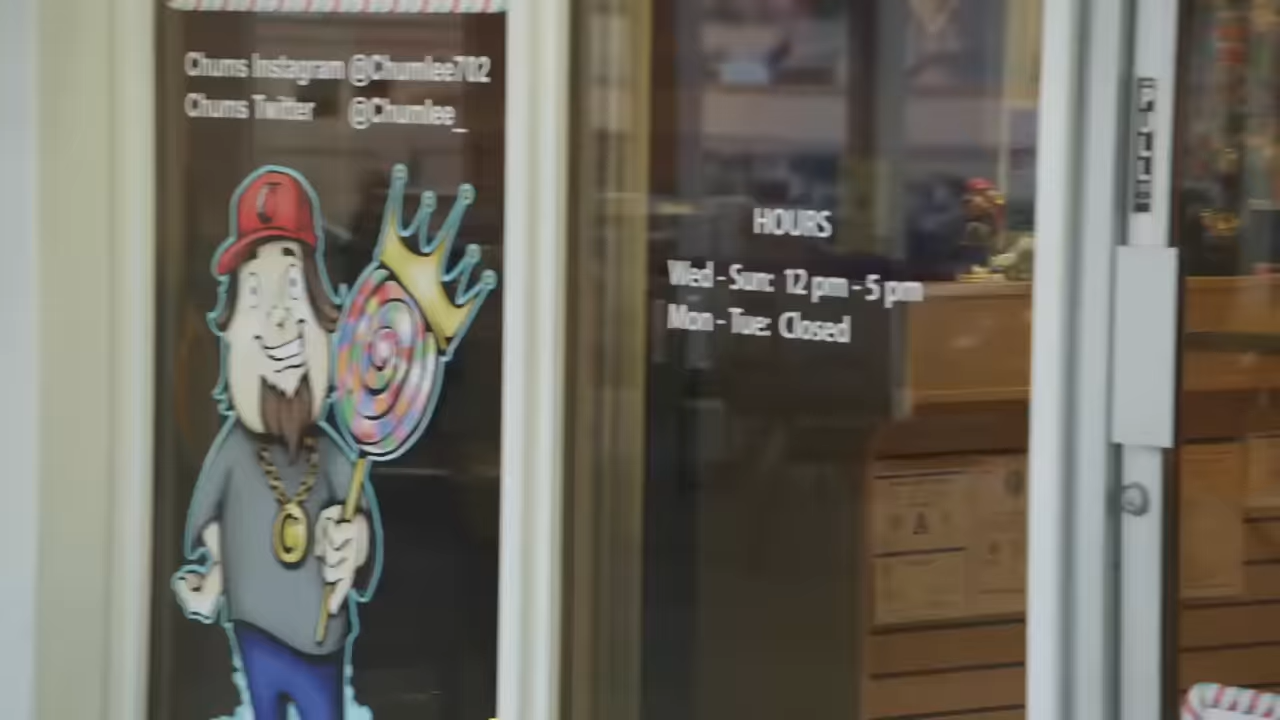 Chums Instagram @Chumlee702
Chums Twitter @Chumlee_
C
C
HOURS
Wed - Sun: 12 pm - 5 pm
Mon - Tue: Closed